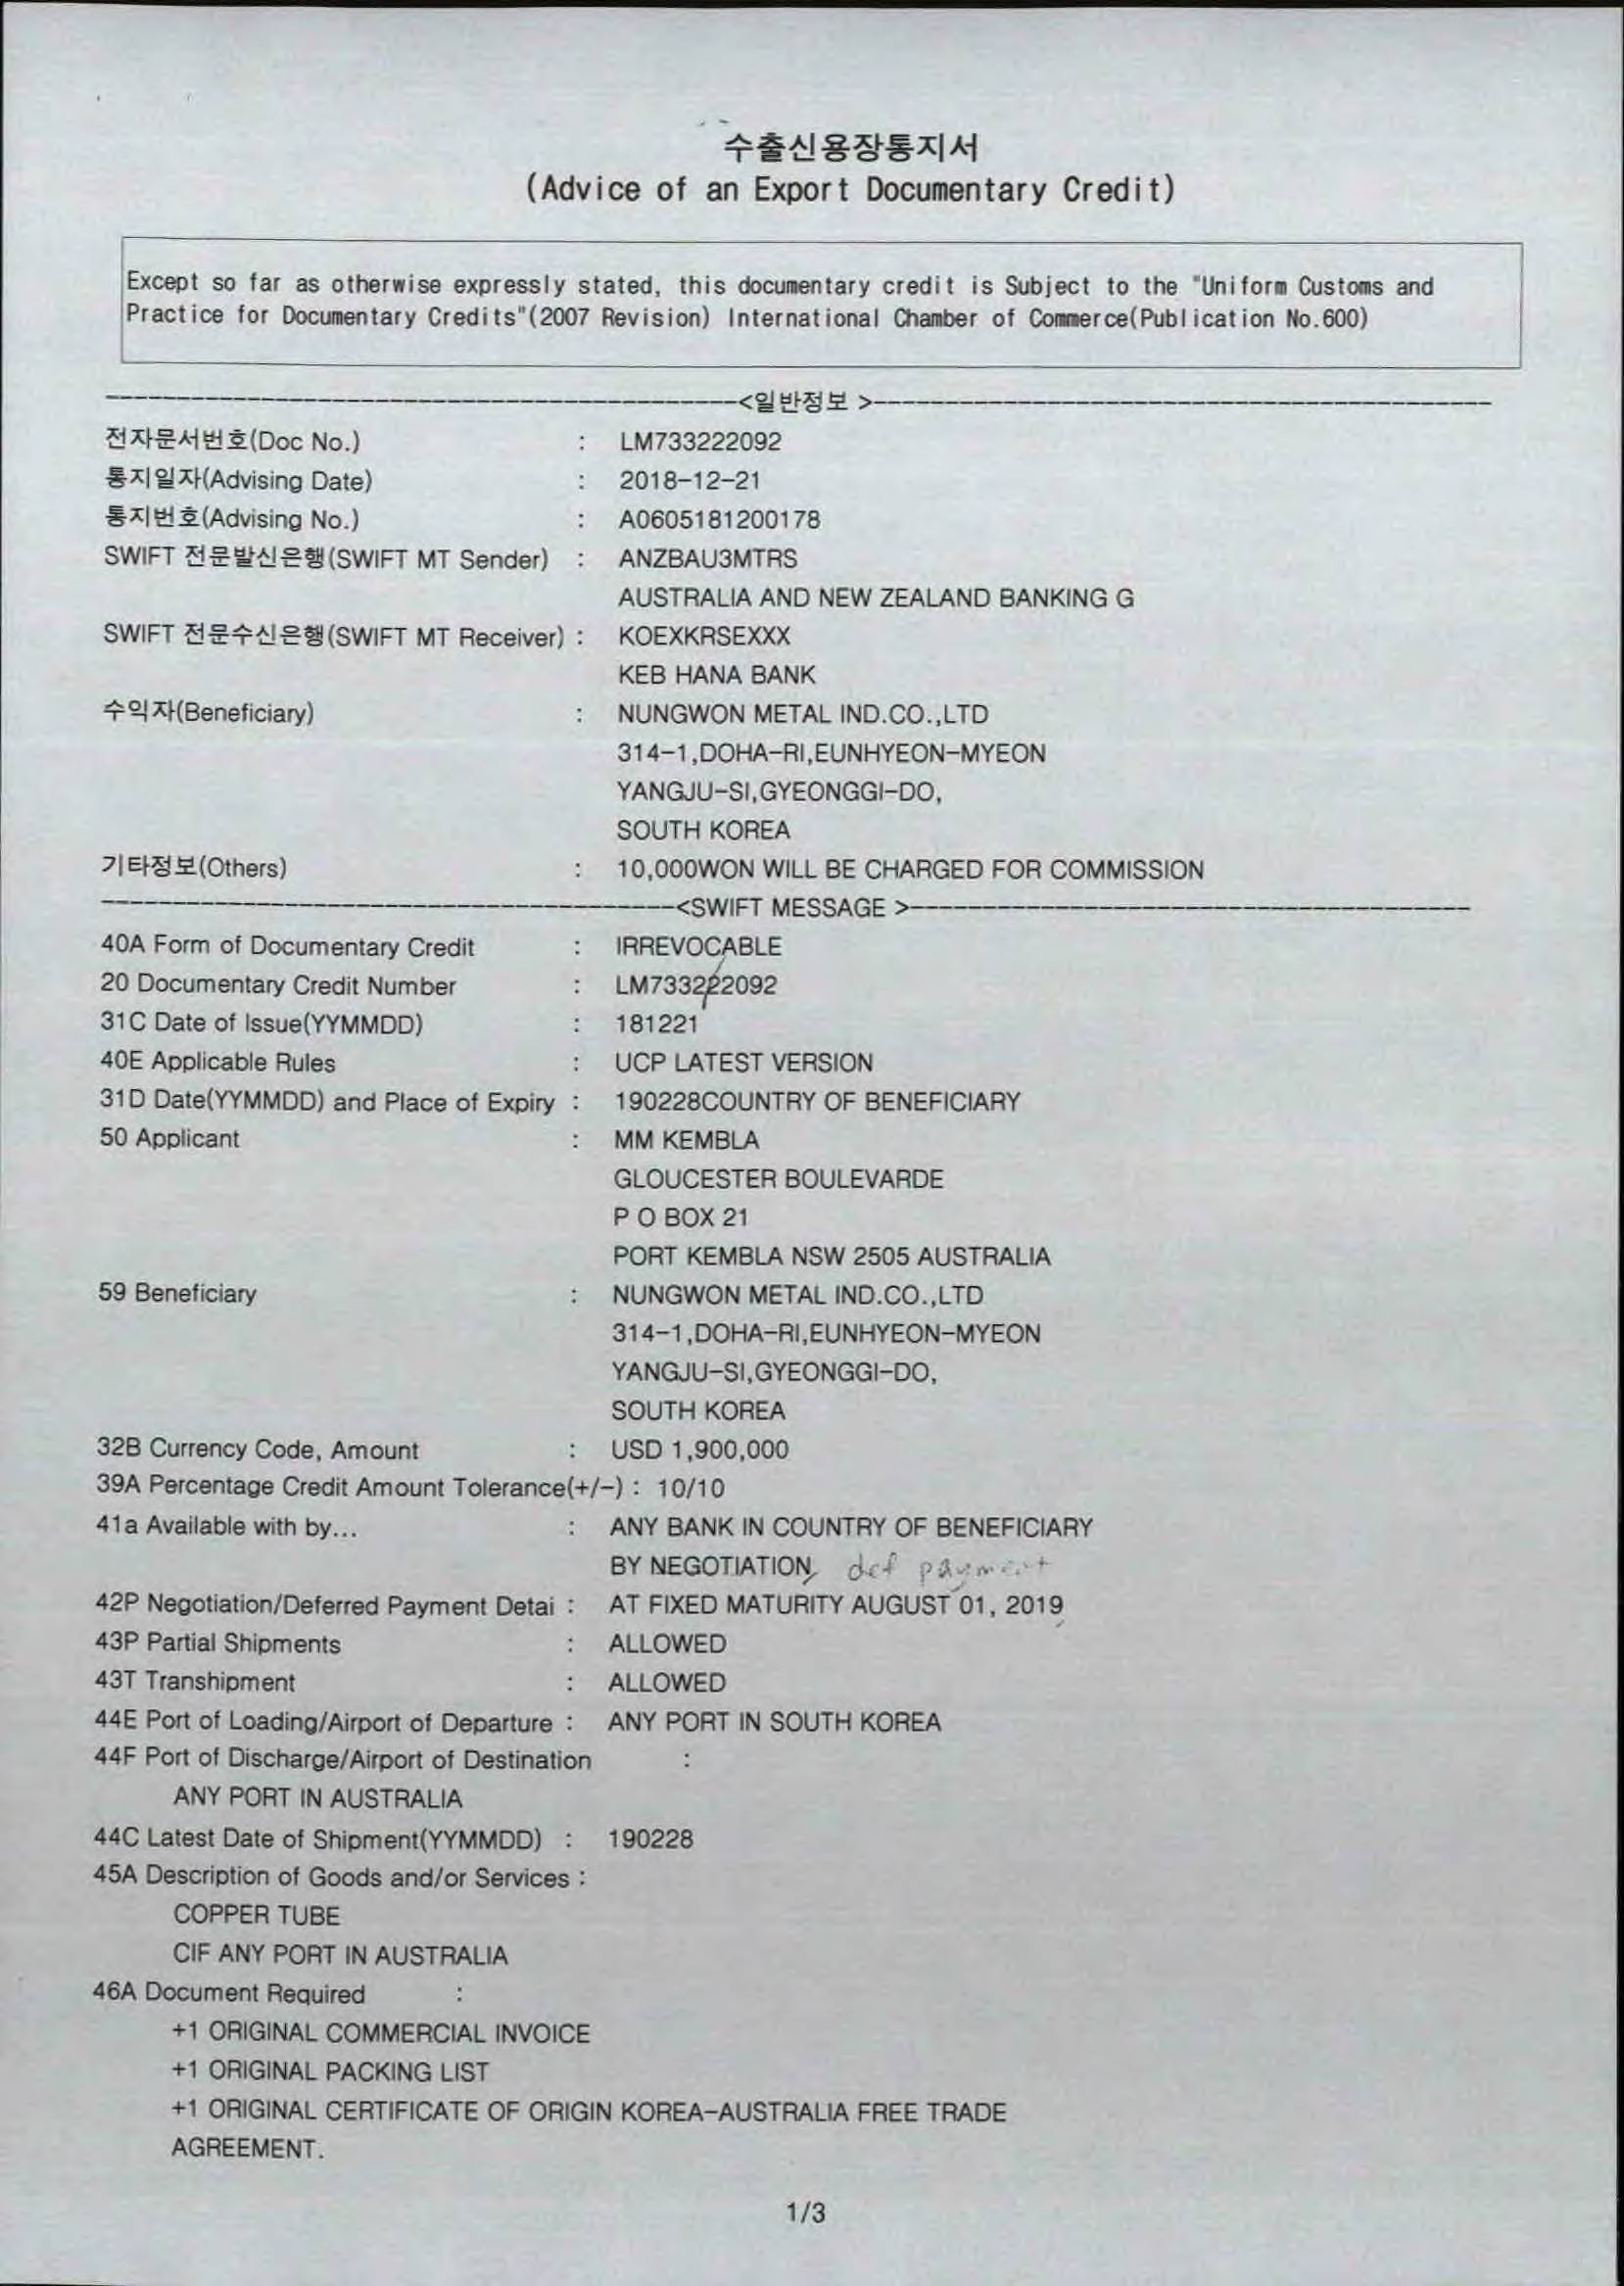 수출신용장통지서
(Advice of an Export Documentary Credit)
Except so far as otherwise expressly stated, this documentary credit is Subject to the "Uniform Customs and
Practice for Documentary Credits"(2007 Revision) International Chamber of Commerce(Publication No.600)
<일반정보 >
전자문서번호(Doc No.) : LM733222092
통지일자(Advising Date) : 2018-12-21
통지번호(Advising No.) : A0605181200178
SWIFT 전문발신은행(SWIFT MT Sender) : ANZBAU3MTRS
AUSTRALIA AND NEW ZEALAND BANKING G
SWIFT 전문수신은행(SWIFT MT Receiver) : KOEXKRSEXXX
KEB HANA BANK
수익자(Beneficiary) : NUNGWON METAL IND.CO.,LTD
314-1,DOHA-RI,EUNHYEON-MYEON
YANGJU-SI,GYEONGGI-DO,
SOUTH KOREA
기타정보(Others) : 10,000WON WILL BE CHARGED FOR COMMISSION
<SWIFT MESSAGE >
40A Form of Documentary Credit : IRREVOCABLE
20 Documentary Credit Number : LM733222092
31C Date of Issue(YYMMDD) : 181221
40E Applicable Rules : UCP LATEST VERSION
31D Date(YYMMDD) and Place of Expiry : 190228COUNTRY OF BENEFICIARY
50 Applicant : MM KEMBLA
GLOUCESTER BOULEVARDE
P O BOX 21
PORT KEMBLA NSW 2505 AUSTRALIA
59 Beneficiary : NUNGWON METAL IND.CO.,LTD
314-1,DOHA-RI,EUNHYEON-MYEON
YANGJU-SI,GYEONGGI-DO,
SOUTH KOREA
32B Currency Code, Amount : USD 1,900,000
39A Percentage Credit Amount Tolerance(+/-) : 10/10
41a Available with by... : ANY BANK IN COUNTRY OF BENEFICIARY
BY NEGOTIATION, def payment
42P Negotiation/Deferred Payment Detai : AT FIXED MATURITY AUGUST 01, 2019
43P Partial Shipments : ALLOWED
43T Transhipment : ALLOWED
44E Port of Loading/Airport of Departure : ANY PORT IN SOUTH KOREA
44F Port of Discharge/Airport of Destination :
ANY PORT IN AUSTRALIA
44C Latest Date of Shipment(YYMMDD) : 190228
45A Description of Goods and/or Services :
COPPER TUBE
CIF ANY PORT IN AUSTRALIA
46A Document Required :
+1 ORIGINAL COMMERCIAL INVOICE
+1 ORIGINAL PACKING LIST
+1 ORIGINAL CERTIFICATE OF ORIGIN KOREA-AUSTRALIA FREE TRADE
AGREEMENT.
1/3